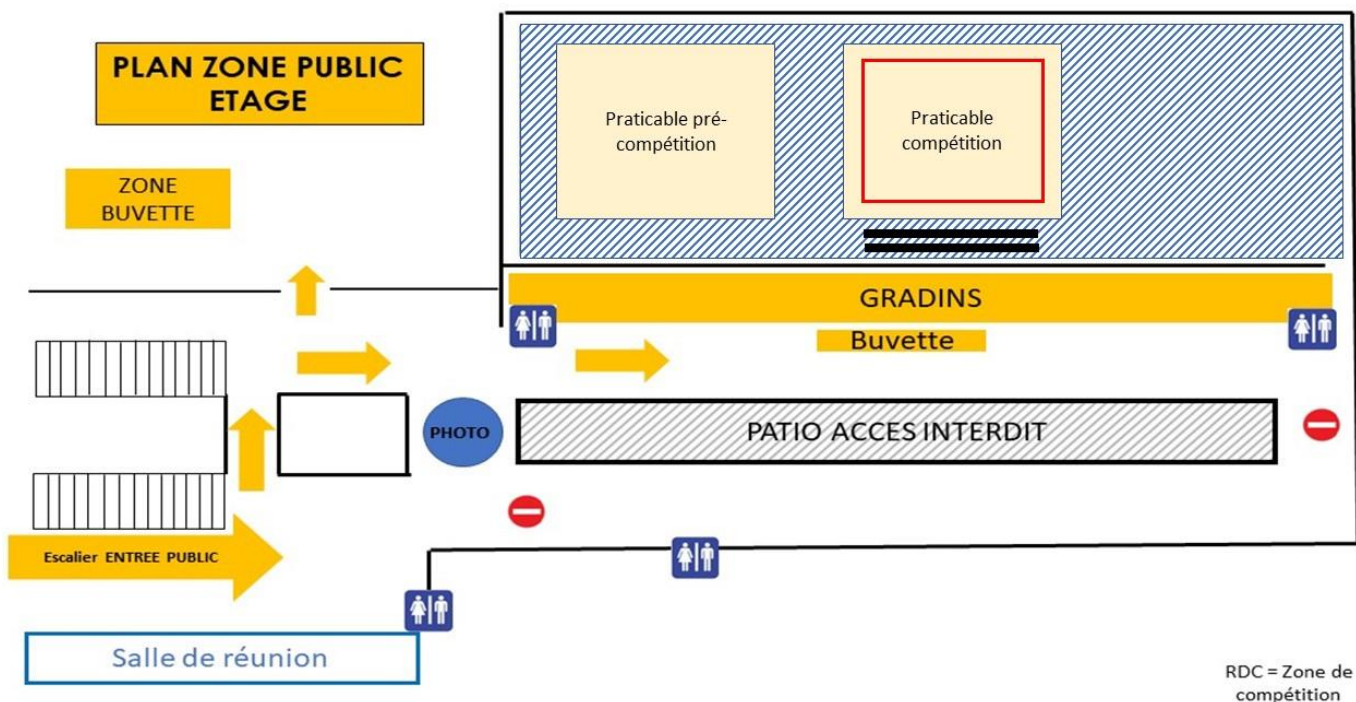 PLAN ZONE PUBLIC
ETAGE
ZONE
BUVETTE
Praticable pré-
compétition
Praticable
compétition
GRADINS
Buvette
PHOTO
PATIO ACCES INTERDIT
Escalier ENTREE PUBLIC
Salle de réunion
RDC = Zone de
compétition